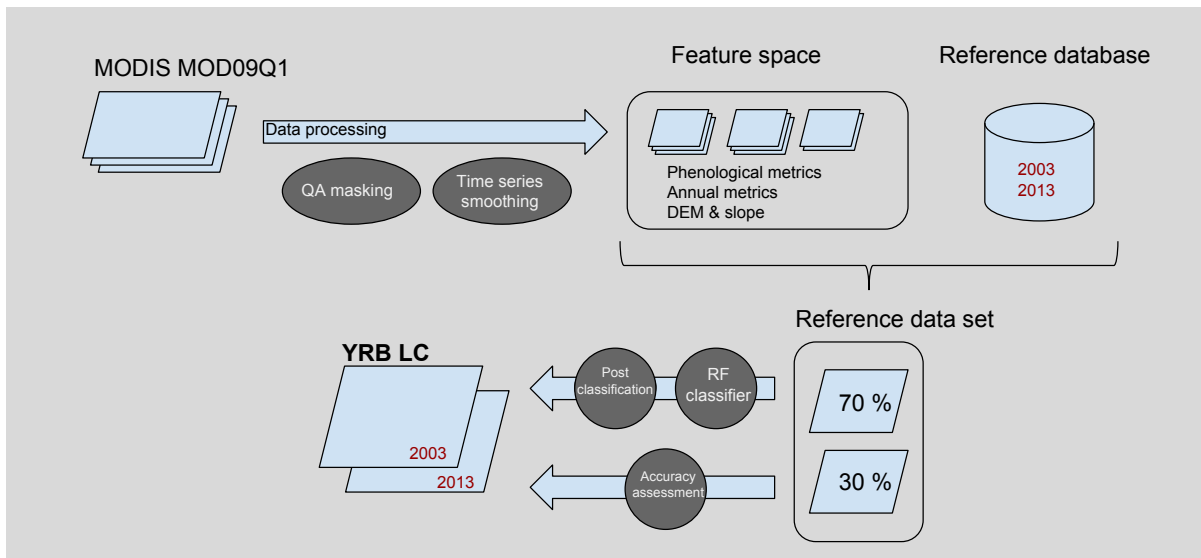 MODIS MOD09Q1
Feature space
Reference database
Data processing
QA masking
Time series
smoothing
Phenological metrics
Annual metrics
DEM & slope
2003
2013
Reference data set
YRB LC
2003
2013
Post
classification
RF
classifier
70 %
Accuracy
assessment
30 %